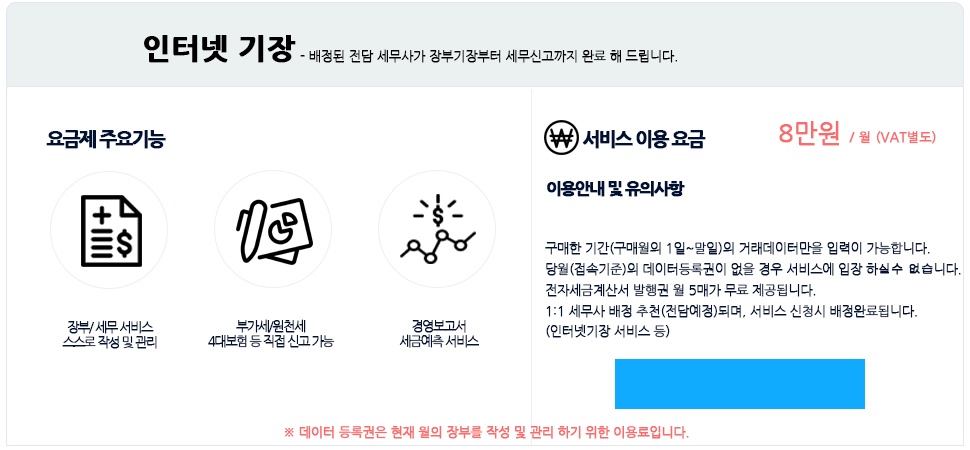 인터넷 기장 - 배정된 전담 세무사가 장부기장부터 세무신고까지 완료 해 드립니다.
요금제 주요기능
장부/ 세무 서비스
스스로 작성 및 관리
부가세/원천세
4대보험 등 직접 신고 가능
경영보고서
세금예측 서비스
서비스 이용 요금 8만원 / 월 (VAT별도)
이용안내 및 유의사항
구매한 기간(구매월의 1일~말일)의 거래데이터만을 입력이 가능합니다.
당월(접속기준)의 데이터등록권이 없을 경우 서비스에 입장 하실수 없습니다.
전자세금계산서 발행권 월 5매가 무료 제공됩니다.
1:1 세무사 배정 추천(전담예정)되며, 서비스 신청시 배정완료됩니다.
(인터넷기장 서비스 등)
※ 데이터 등록권은 현재 월의 장부를 작성 및 관리 하기 위한 이용료입니다.